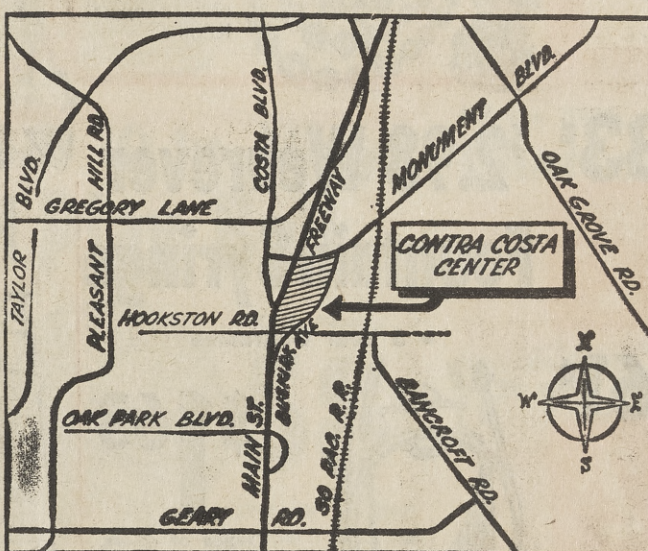 COSTA BLVD.
BLVD.
MONUMENT
HILL RD.
BLVD.
FREEWAY
OAK GROVE RD.
GREGORY LANE
CONTRA COSTA
CENTER
TAYLOR
PLEASANT
HOOKSTON RD.
AVE
OAK PARK BLVD.
MAIN ST.
SO PAC. R.R.
BANCROFT RD.
W
GEARY RD.